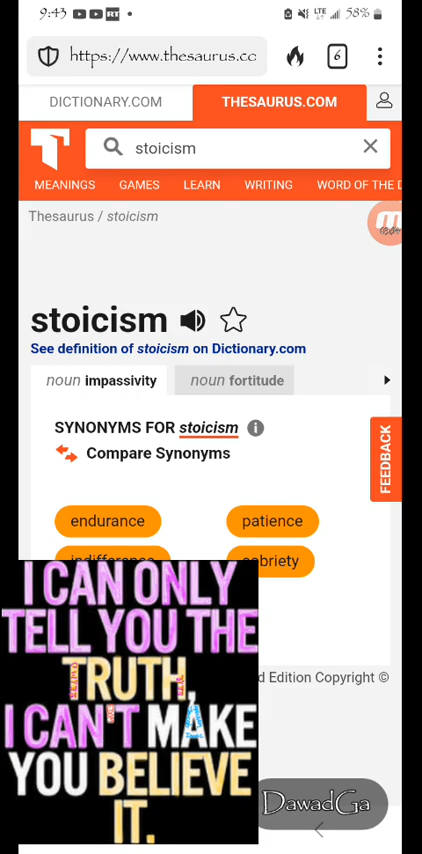 9:43
RT
LTE
58%
https://www.thesaurus.cc
6
DICTIONARY.COM
THESAURUS.COM
stoicism
MEANINGS GAMES LEARN WRITING WORD OF THE D
Thesaurus / stoicism
stoicism
See definition of stoicism on Dictionary.com
noun impassivity
noun fortitude
SYNONYMS FOR stoicism
Compare Synonyms
FEEDBACK
endurance
patience
indifference
sobriety
I CAN ONLY
TELL YOU THE
TRUTH,
I CAN'T MAKE
YOU BELIEVE
IT.
d Edition Copyright ©
DawadGa